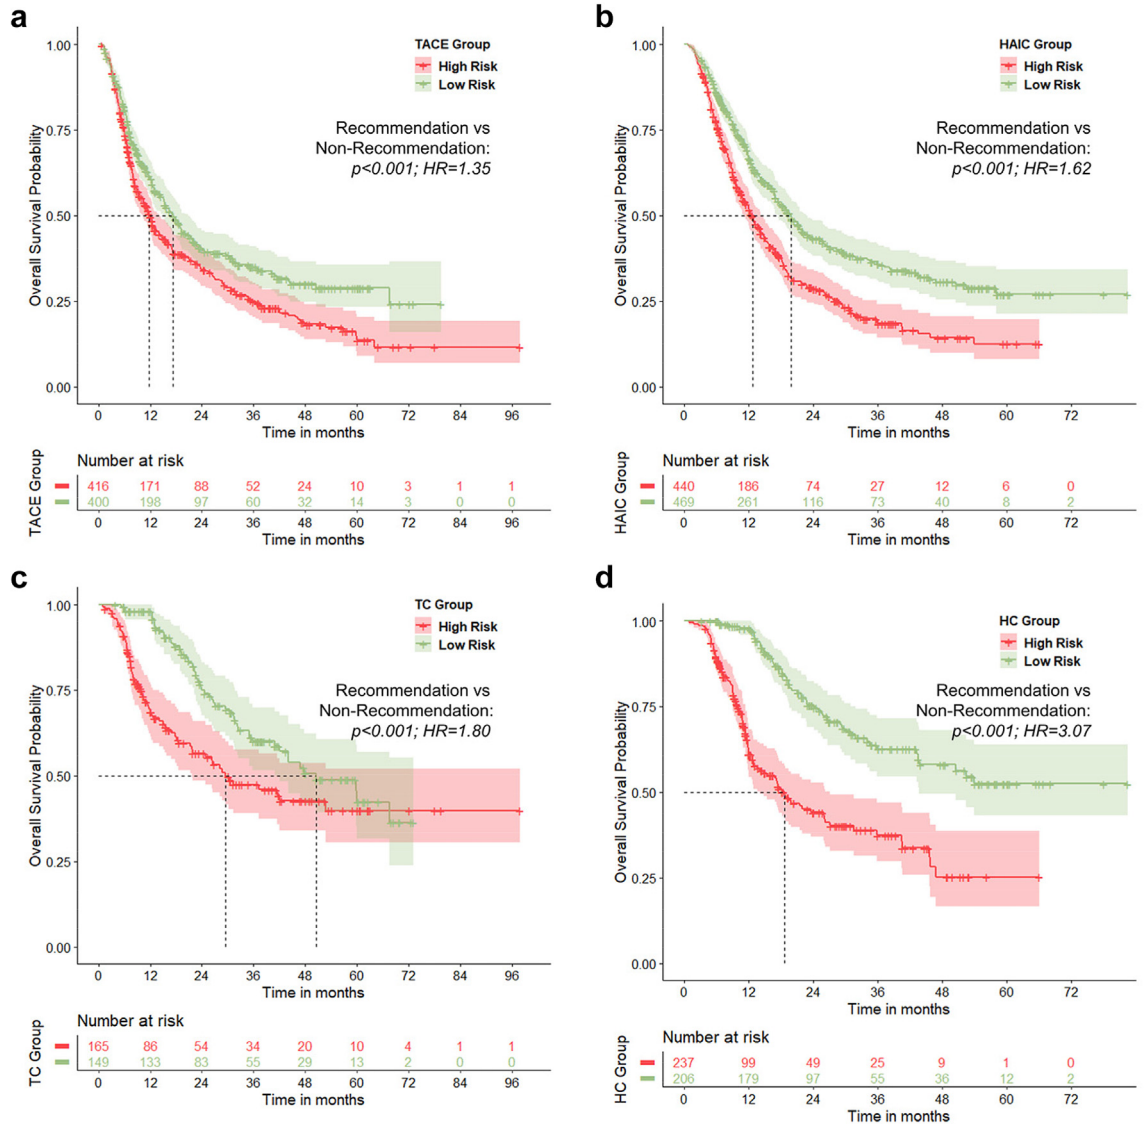 a
TACE Group
High Risk
Low Risk
Recommendation vs
Non-Recommendation:
p<0.001; HR=1.35
Overall Survival Probability
1.00
0.75
0.50
0.25
0.00
0 12 24 36 48 60 72 84 96
Time in months
Number at risk
TACE Group
416 171 88 52 24 10 3 1 1
400 198 97 60 32 14 3 0 0
0 12 24 36 48 60 72 84 96
Time in months
b
HAIC Group
High Risk
Low Risk
Recommendation vs
Non-Recommendation:
p<0.001; HR=1.62
Overall Survival Probability
1.00
0.75
0.50
0.25
0.00
0 12 24 36 48 60 72
Time in months
Number at risk
HAIC Group
440 186 74 27 12 6 0
469 261 116 73 40 8 2
0 12 24 36 48 60 72
Time in months
c
TC Group
High Risk
Low Risk
Recommendation vs
Non-Recommendation:
p<0.001; HR=1.80
Overall Survival Probability
1.00
0.75
0.50
0.25
0.00
0 12 24 36 48 60 72 84 96
Time in months
Number at risk
TC Group
165 86 54 34 20 10 4 1 1
149 133 83 55 29 13 2 0 0
0 12 24 36 48 60 72 84 96
Time in months
d
HC Group
High Risk
Low Risk
Recommendation vs
Non-Recommendation:
p<0.001; HR=3.07
Overall Survival Probability
1.00
0.75
0.50
0.25
0.00
0 12 24 36 48 60 72
Time in months
Number at risk
HC Group
237 99 49 25 9 1 0
206 179 97 55 36 12 2
0 12 24 36 48 60 72
Time in months